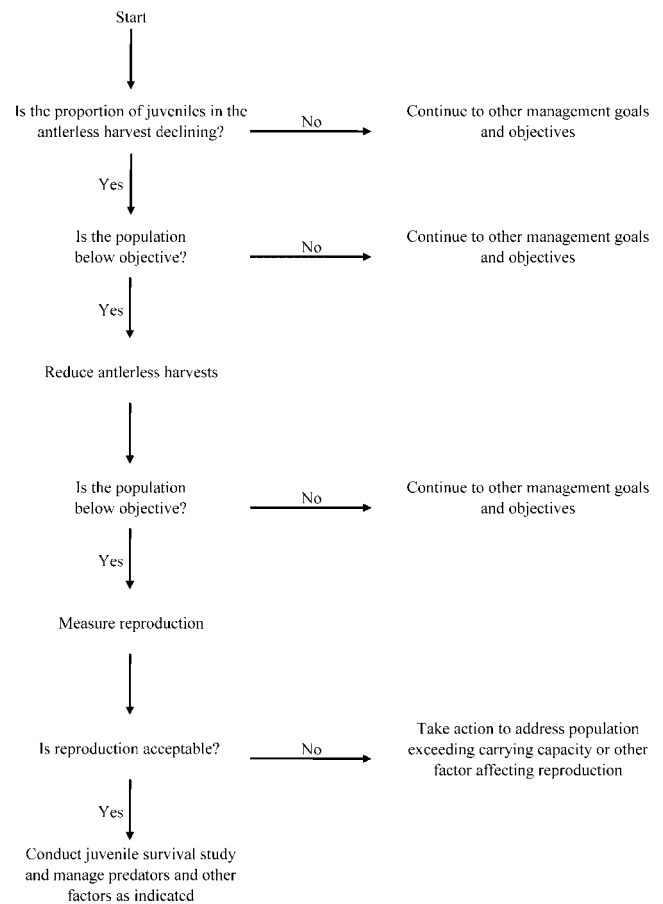 Start
Is the proportion of juveniles in the
antlerless harvest declining?
No
Continue to other management goals
and objectives
Yes
Is the population
below objective?
No
Continue to other management goals
and objectives
Yes
Reduce antlerless harvests
Is the population
below objective?
No
Continue to other management goals
and objectives
Yes
Measure reproduction
Is reproduction acceptable?
No
Take action to address population
exceeding carrying capacity or other
factor affecting reproduction
Yes
Conduct juvenile survival study
and manage predators and other
factors as indicated